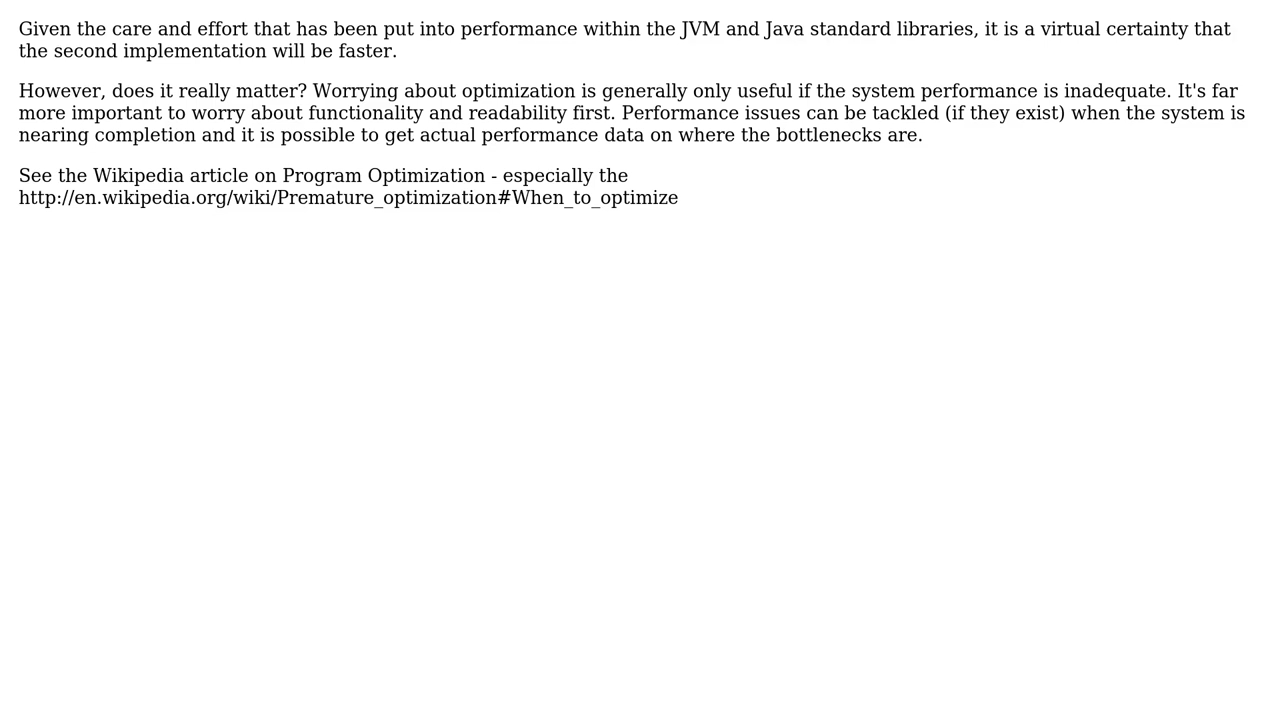 Given the care and effort that has been put into performance within the JVM and Java standard libraries, it is a virtual certainty that
the second implementation will be faster.
However, does it really matter? Worrying about optimization is generally only useful if the system performance is inadequate. It's far
more important to worry about functionality and readability first. Performance issues can be tackled (if they exist) when the system is
nearing completion and it is possible to get actual performance data on where the bottlenecks are.
See the Wikipedia article on Program Optimization - especially the
http://en.wikipedia.org/wiki/Premature_optimization#When_to_optimize